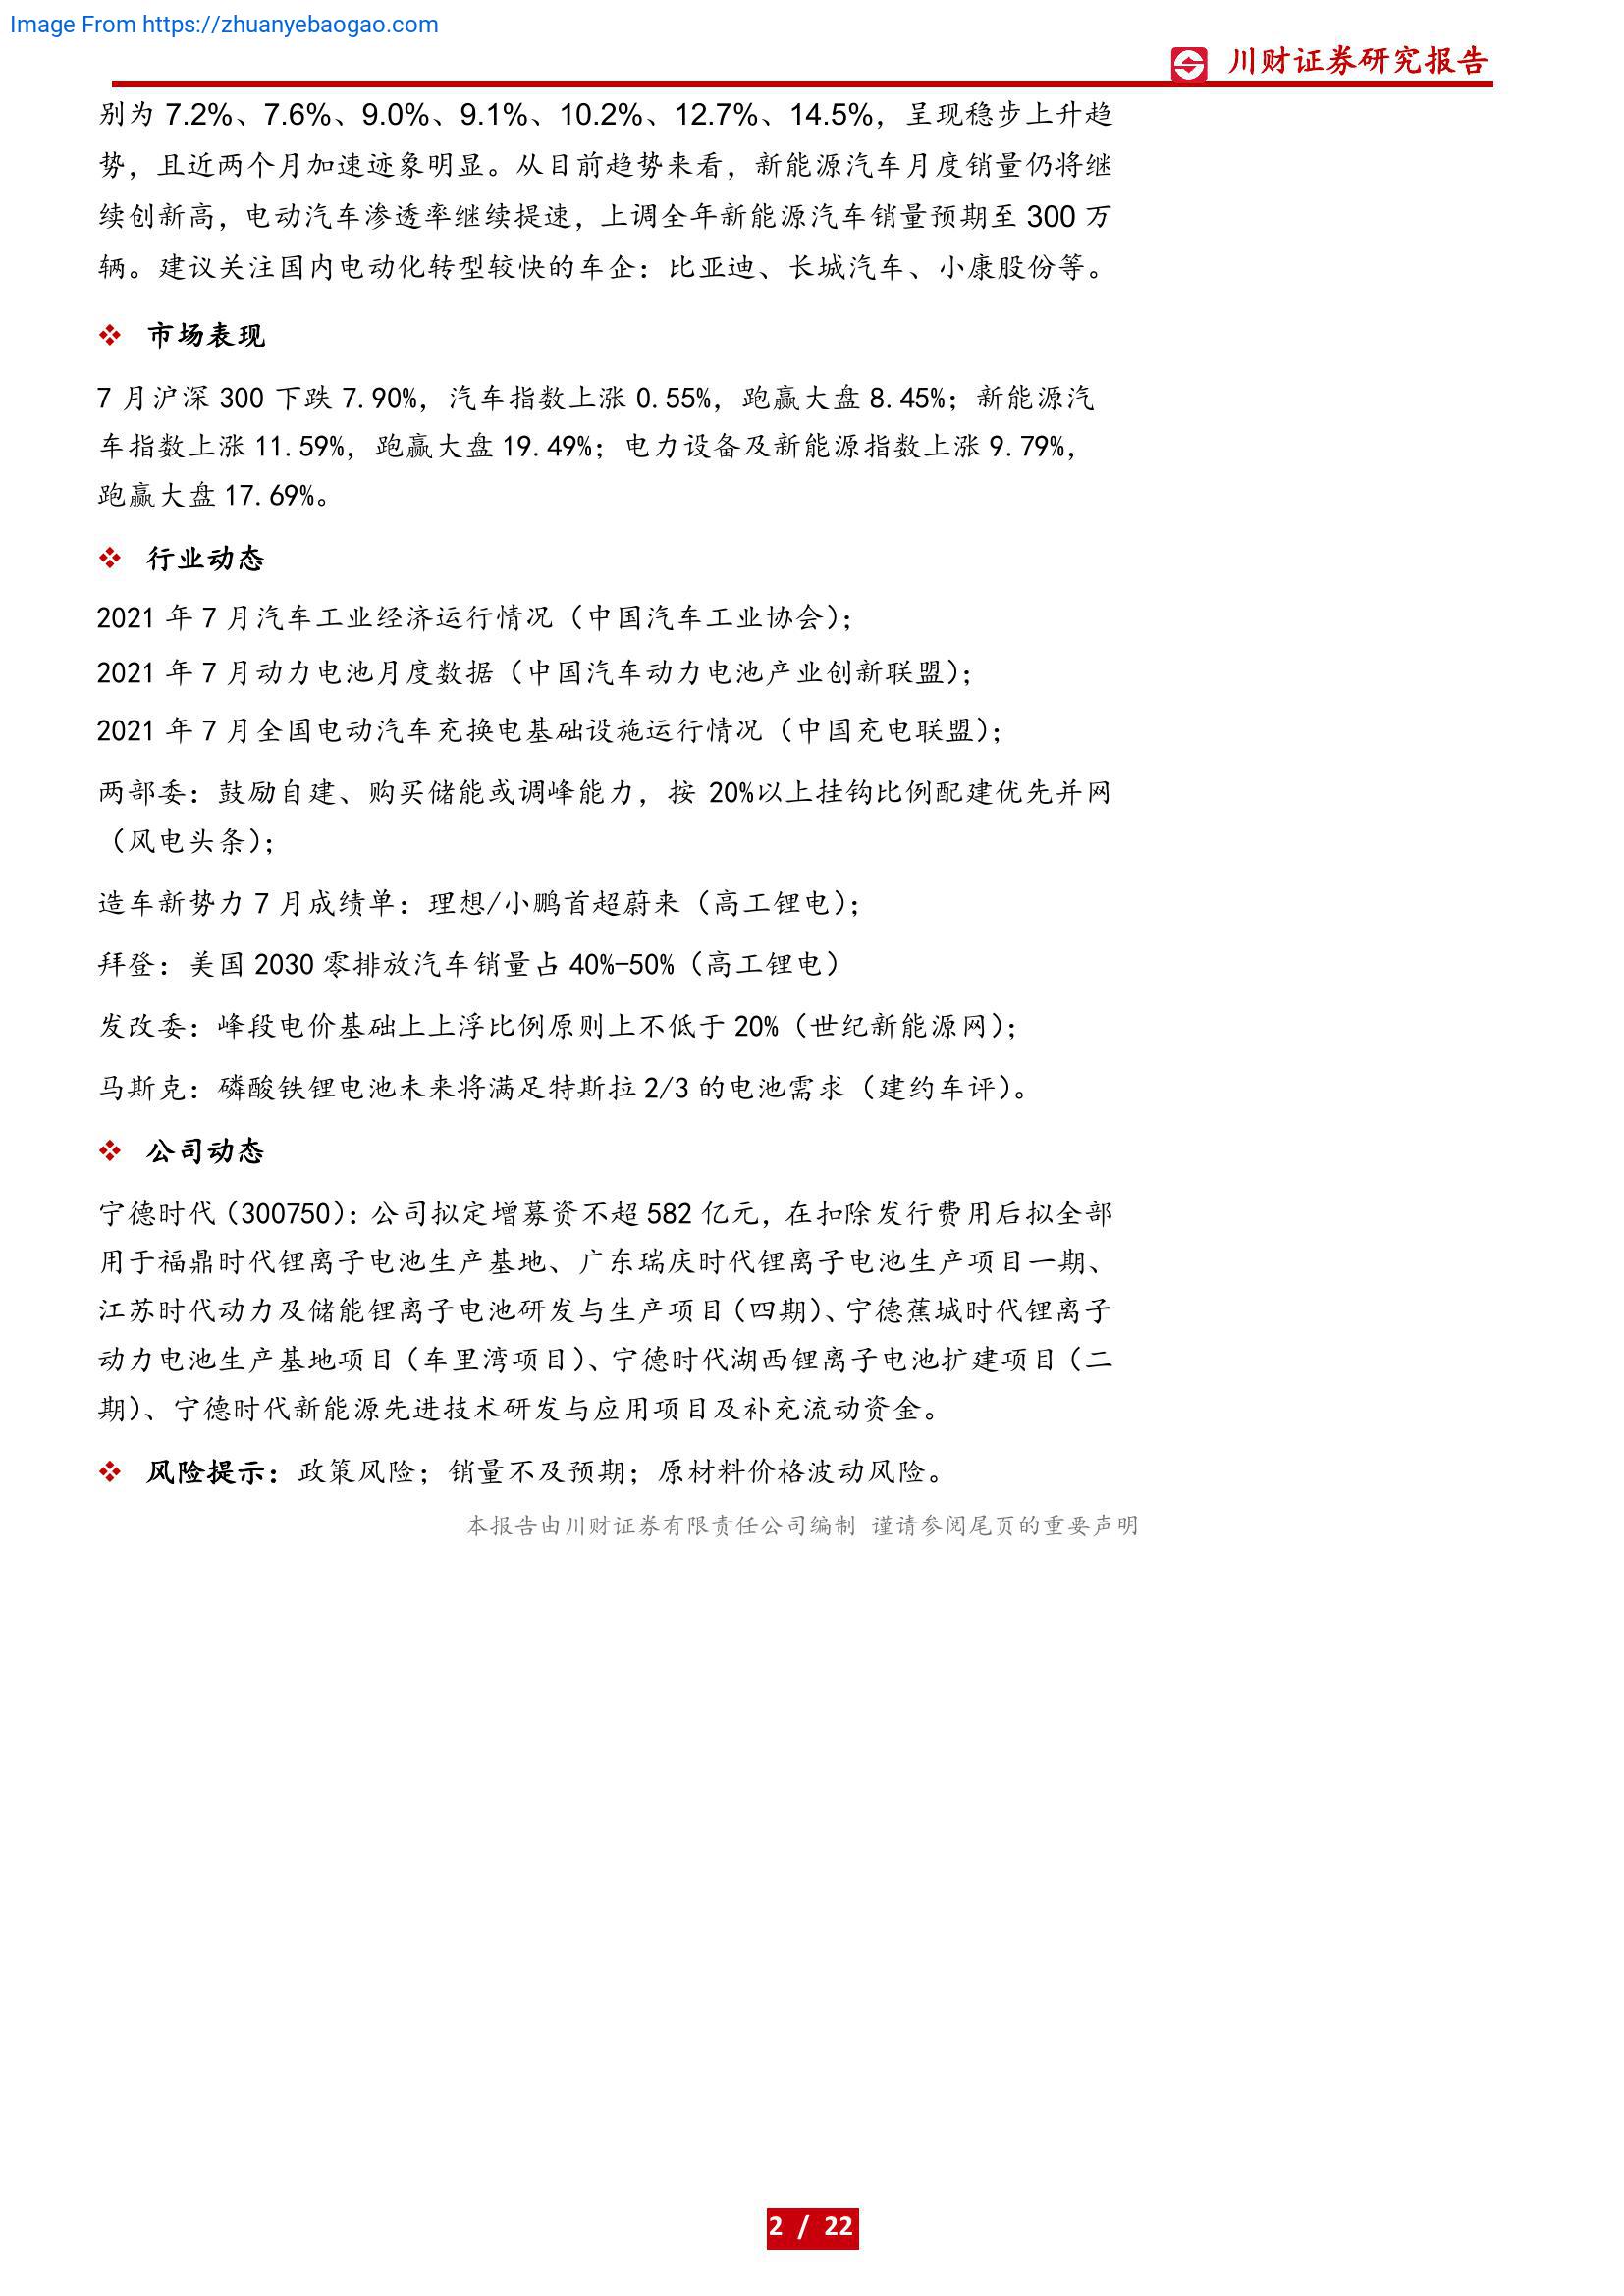 Image From https://zhuanyebaogao.com
川财证券研究报告
别为 7.2%、7.6%、9.0%、9.1%、10.2%、12.7%、14.5%，呈现稳步上升趋
势，且近两个月加速迹象明显。从目前趋势来看，新能源汽车月度销量仍将继
续创新高，电动汽车渗透率继续提速，上调全年新能源汽车销量预期至 300 万
辆。建议关注国内电动化转型较快的车企：比亚迪、长城汽车、小康股份等。
❖ 市场表现
7 月沪深 300 下跌 7.90%，汽车指数上涨 0.55%，跑赢大盘 8.45%；新能源汽
车指数上涨 11.59%，跑赢大盘 19.49%；电力设备及新能源指数上涨 9.79%，
跑赢大盘 17.69%。
❖ 行业动态
2021 年 7 月汽车工业经济运行情况（中国汽车工业协会）；
2021 年 7 月动力电池月度数据（中国汽车动力电池产业创新联盟）；
2021 年 7 月全国电动汽车充换电基础设施运行情况（中国充电联盟）；
两部委：鼓励自建、购买储能或调峰能力，按 20%以上挂钩比例配建优先并网
（风电头条）；
造车新势力 7 月成绩单：理想/小鹏首超蔚来（高工锂电）；
拜登：美国 2030 零排放汽车销量占 40%-50%（高工锂电）
发改委：峰段电价基础上上浮比例原则上不低于 20%（世纪新能源网）；
马斯克：磷酸铁锂电池未来将满足特斯拉 2/3 的电池需求（建约车评）。
❖ 公司动态
宁德时代（300750）：公司拟定增募资不超 582 亿元，在扣除发行费用后拟全部
用于福鼎时代锂离子电池生产基地、广东瑞庆时代锂离子电池生产项目一期、
江苏时代动力及储能锂离子电池研发与生产项目（四期）、宁德蕉城时代锂离子
动力电池生产基地项目（车里湾项目）、宁德时代湖西锂离子电池扩建项目（二
期）、宁德时代新能源先进技术研发与应用项目及补充流动资金。
❖ 风险提示：政策风险；销量不及预期；原材料价格波动风险。
本报告由川财证券有限责任公司编制 谨请参阅尾页的重要声明
2 / 22